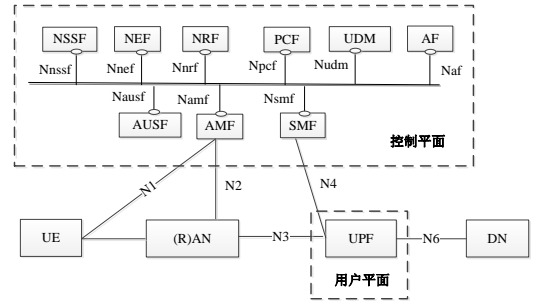 NSSF NEF NRF PCF UDM AF
Nnssf Nnef Nnrf Npcf Nudm Naf
Nausf Namf Nsmf
AUSF AMF SMF
控制平面
N1 N2 N4
UE (R)AN N3 UPF N6 DN
用户平面